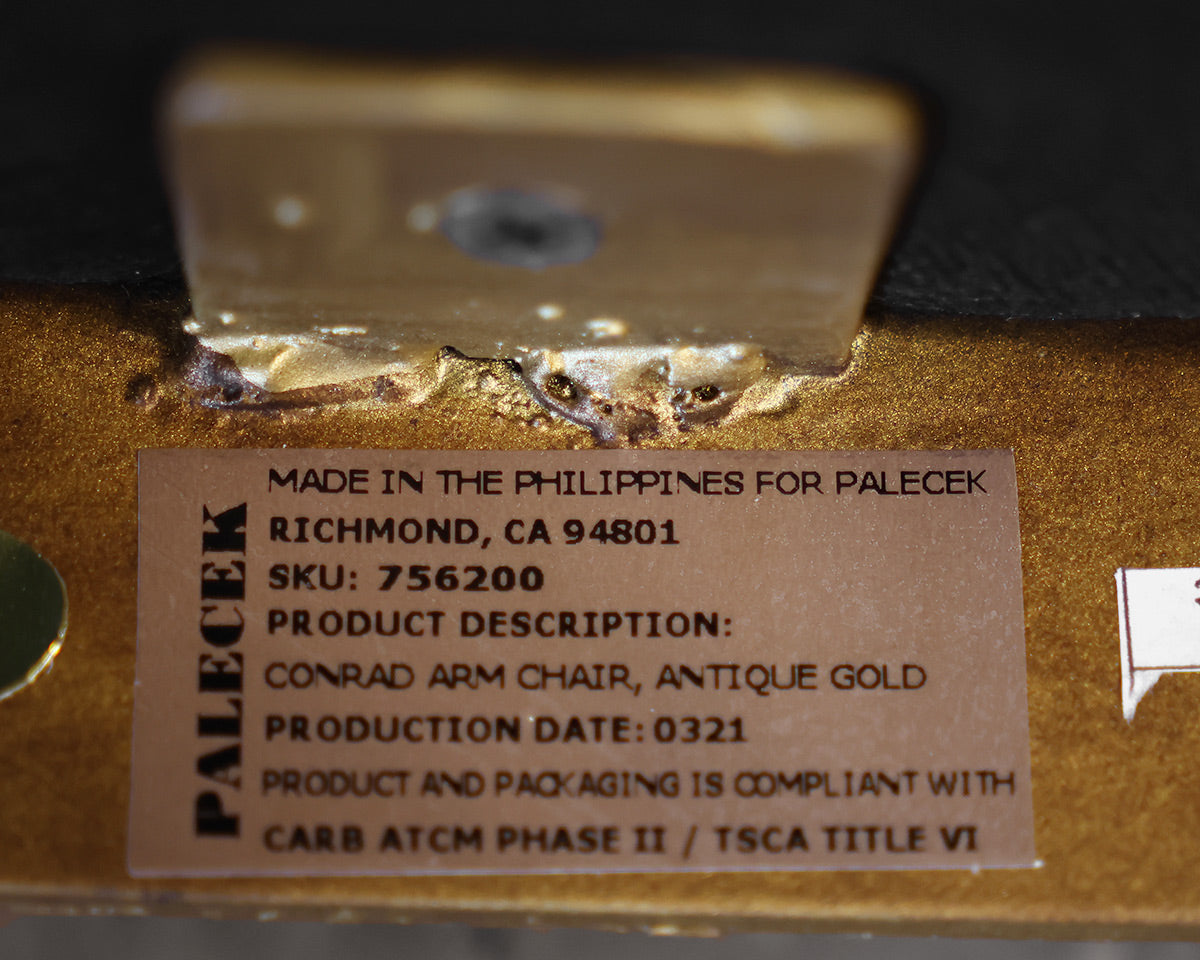 PALECEK
MADE IN THE PHILIPPINES FOR PALECEK
RICHMOND, CA 94801
SKU: 756200
PRODUCT DESCRIPTION:
CONRAD ARM CHAIR, ANTIQUE GOLD
PRODUCTION DATE: 0321
PRODUCT AND PACKAGING IS COMPLIANT WITH
CARB ATCM PHASE II / TSCA TITLE VI